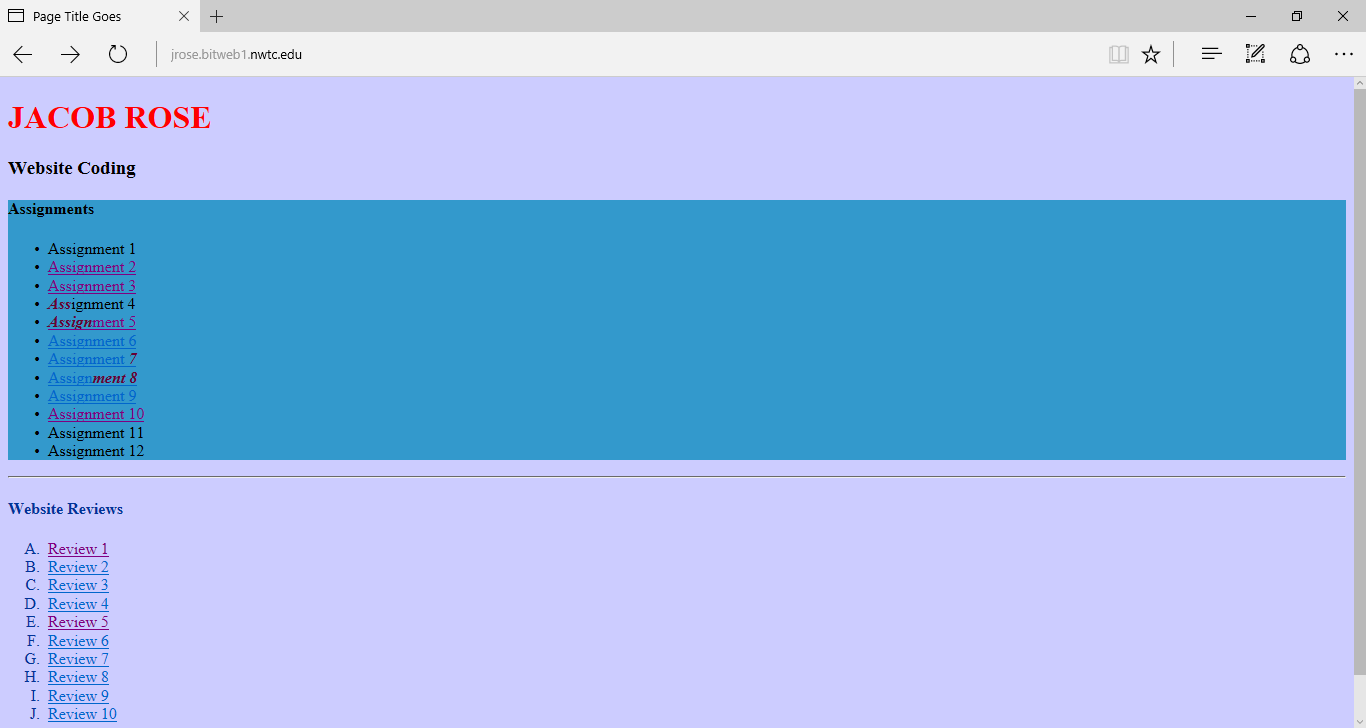 Page Title Goes
jrose.bitweb1.nwtc.edu
JACOB ROSE
Website Coding
Assignments
• Assignment 1
• Assignment 2
• Assignment 3
• Assignment 4
• Assignment 5
• Assignment 6
• Assignment 7
• Assignment 8
• Assignment 9
• Assignment 10
• Assignment 11
• Assignment 12
Website Reviews
A. Review 1
B. Review 2
C. Review 3
D. Review 4
E. Review 5
F. Review 6
G. Review 7
H. Review 8
I. Review 9
J. Review 10